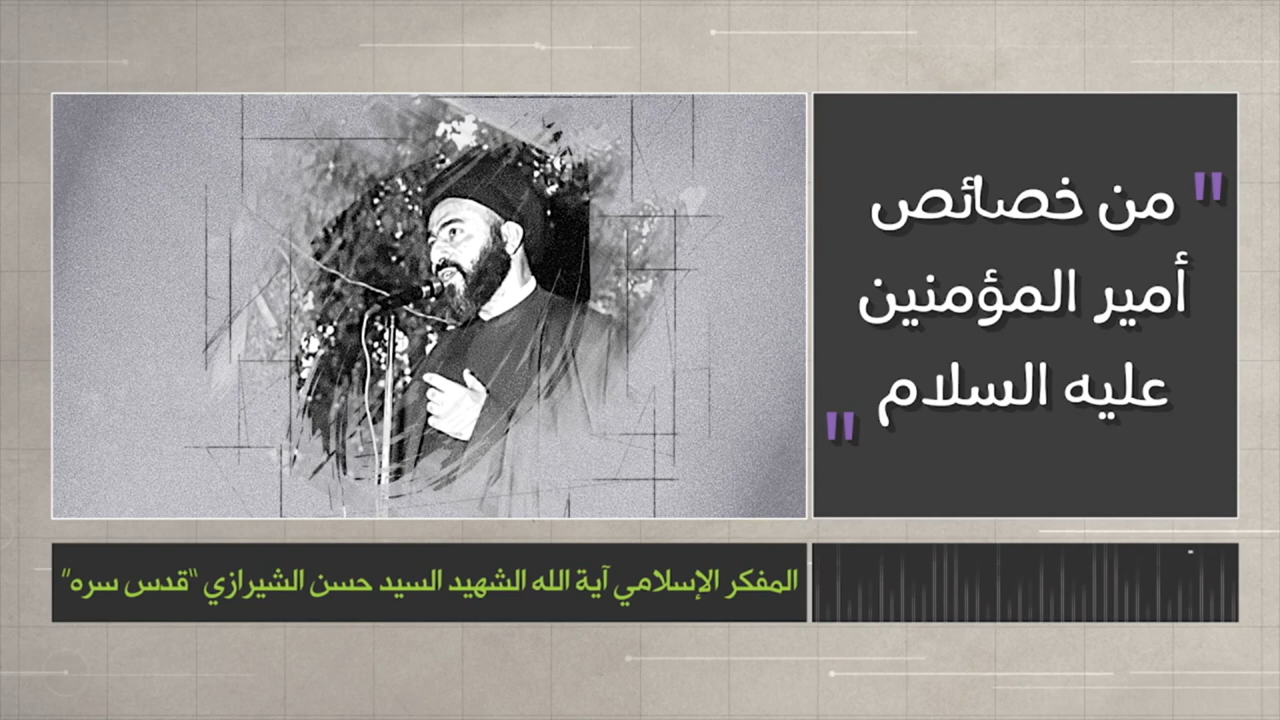 "من خصائص
أمير المؤمنين
عليه السلام"
المفكر الإسلامي آية الله الشهيد السيد حسن الشيرازي "قدس سره"